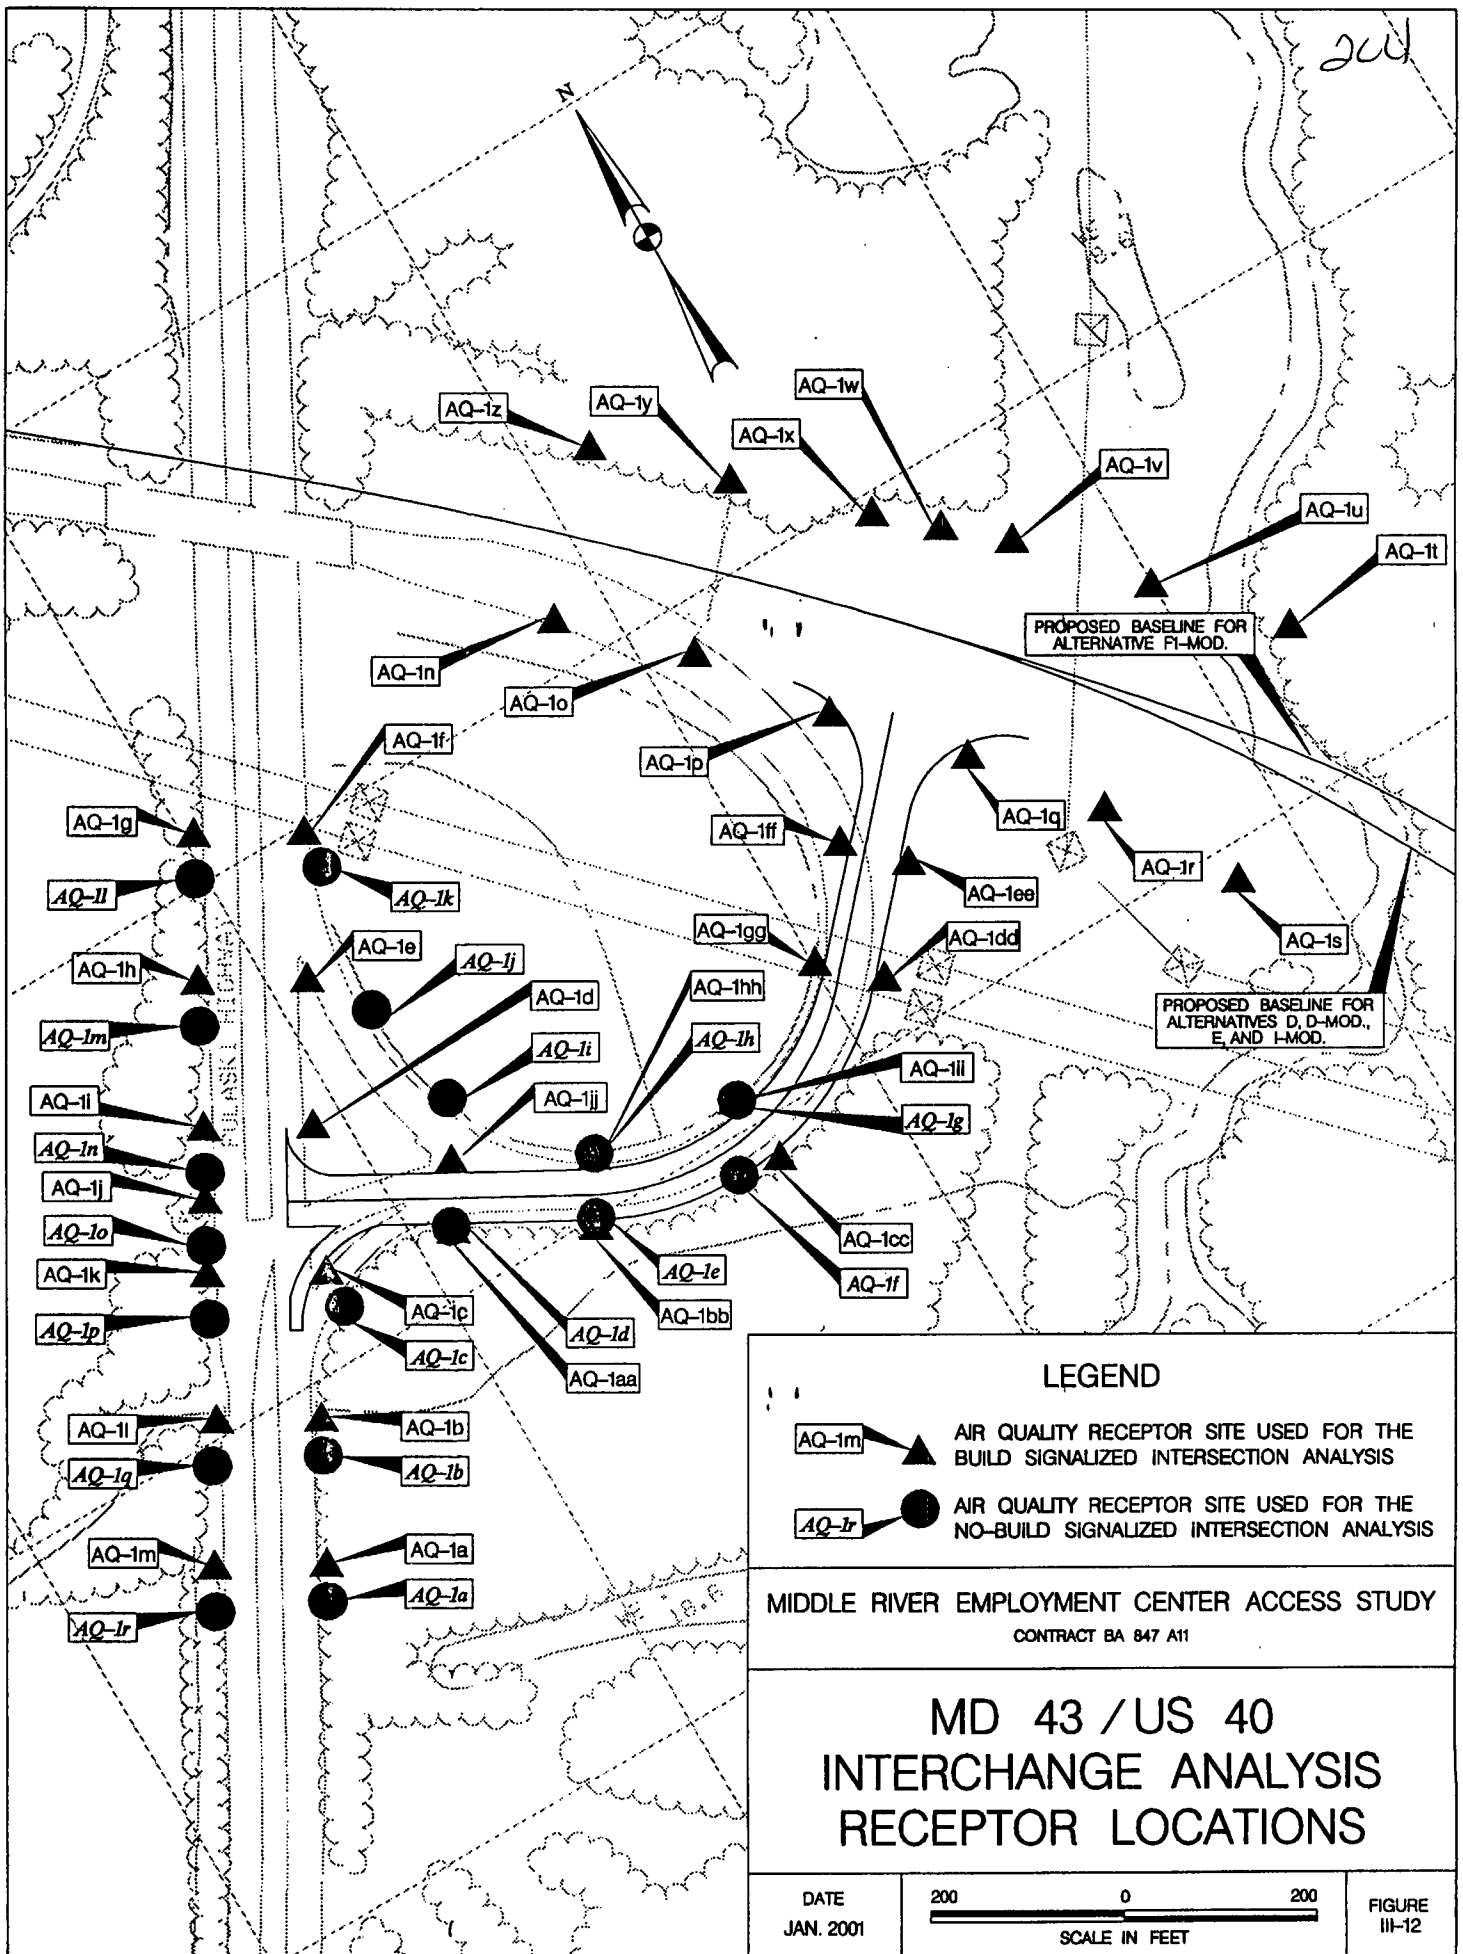 204
N
AQ-1w
AQ-1z
AQ-1y
AQ-1x
AQ-1v
AQ-1u
AQ-1t
PROPOSED BASELINE FOR
ALTERNATIVE F1-MOD.
AQ-1n
AQ-1o
AQ-1f
AQ-1p
AQ-1g
AQ-1ff
AQ-1q
AQ-1r
AQ-1l
AQ-1k
AQ-1ee
AQ-1gg
AQ-1dd
AQ-1s
AQ-1h
AQ-1e
AQ-1j
AQ-1d
AQ-1hh
PROPOSED BASELINE FOR
ALTERNATIVES D, D-MOD.,
E, AND I-MOD.
AQ-1m
AQ-1i
AQ-1h
AQ-1ii
AQ-1i
AQ-1jj
AQ-1g
AQ-1n
AQ-1j
AQ-1o
AQ-1cc
AQ-1k
AQ-1e
AQ-1f
AQ-1p
AQ-1c
AQ-1bb
AQ-1d
AQ-1c
AQ-1aa
AQ-1l
AQ-1b
AQ-1q
AQ-1b
AQ-1m
AQ-1a
AQ-1a
AQ-1r
PULASKI
18.6
LEGEND
AQ-1m
AIR QUALITY RECEPTOR SITE USED FOR THE
BUILD SIGNALIZED INTERSECTION ANALYSIS
AQ-1r
AIR QUALITY RECEPTOR SITE USED FOR THE
NO-BUILD SIGNALIZED INTERSECTION ANALYSIS
MIDDLE RIVER EMPLOYMENT CENTER ACCESS STUDY
CONTRACT BA 847 A11
MD 43 / US 40
INTERCHANGE ANALYSIS
RECEPTOR LOCATIONS
DATE
JAN. 2001
200 0 200
SCALE IN FEET
FIGURE
III-12